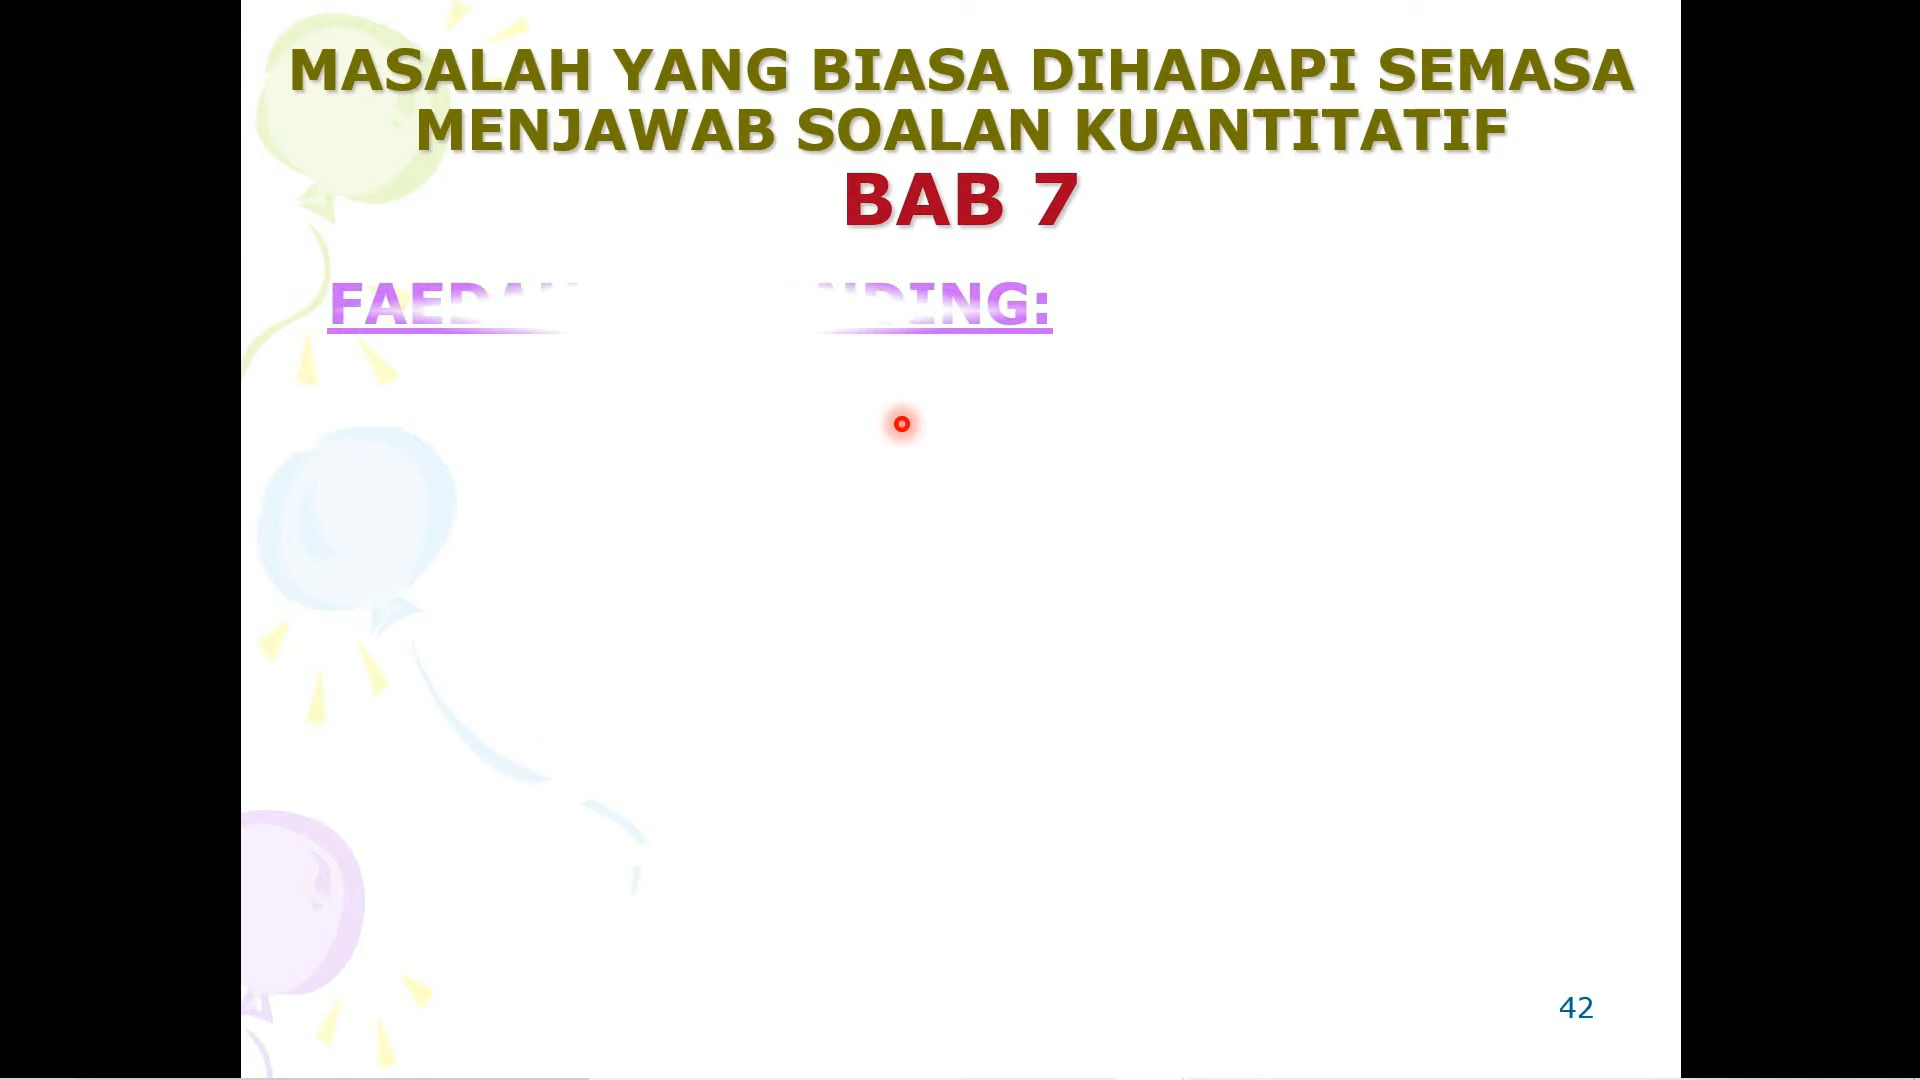 MASALAH YANG BIASA DIHADAPI SEMASA
MENJAWAB SOALAN KUANTITATIF
BAB 7
42